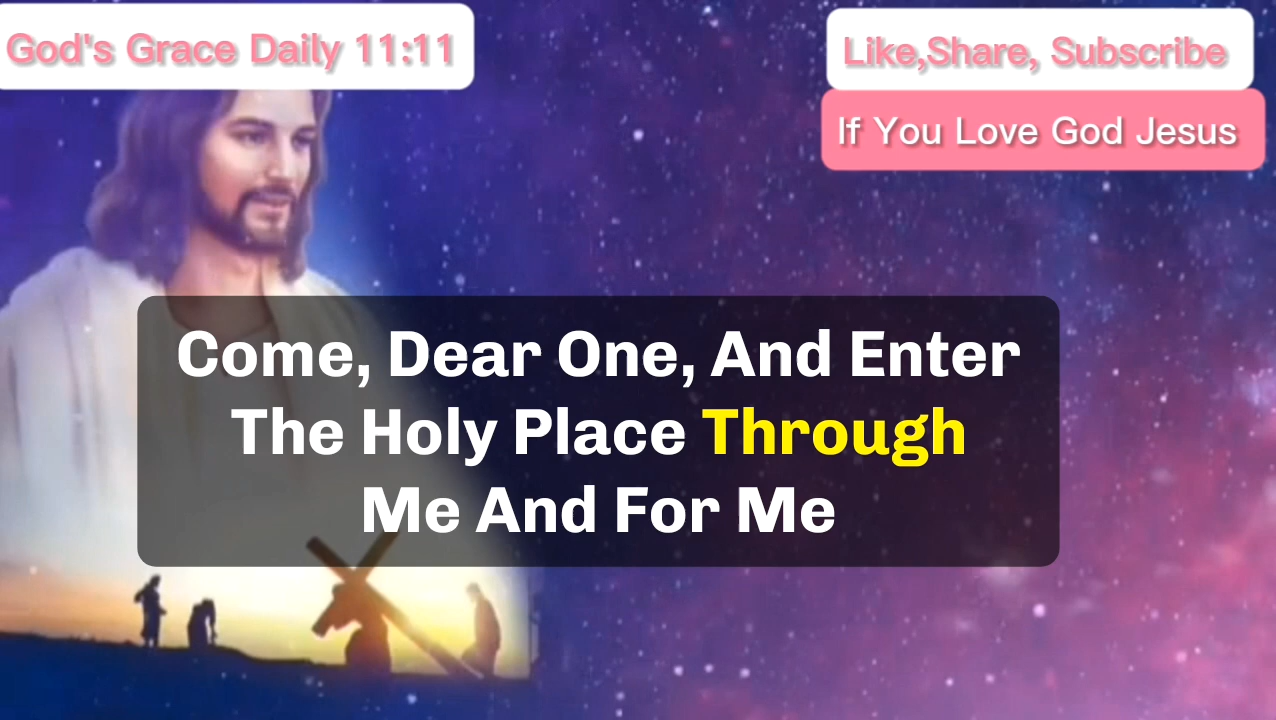 God's Grace Daily 11:11
Like,Share, Subscribe
If You Love God Jesus
Come, Dear One, And Enter
The Holy Place Through
Me And For Me